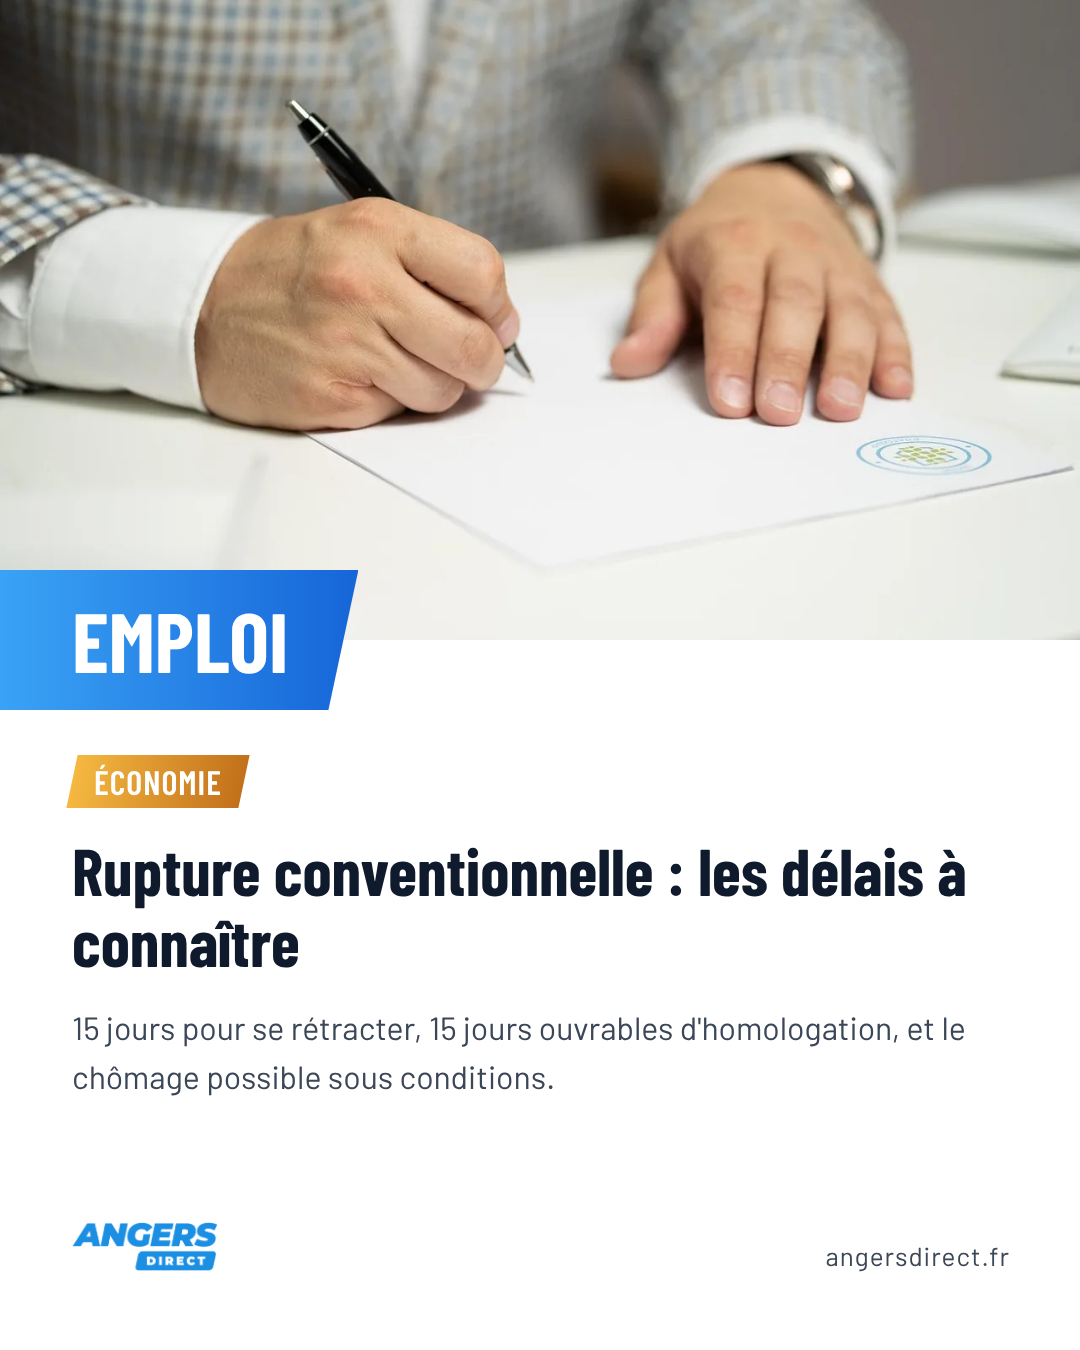 EMPLOI
ÉCONOMIE
Rupture conventionnelle : les délais à
connaître
15 jours pour se rétracter, 15 jours ouvrables d'homologation, et le
chômage possible sous conditions.
ANGERS
DIRECT
angersdirect.fr